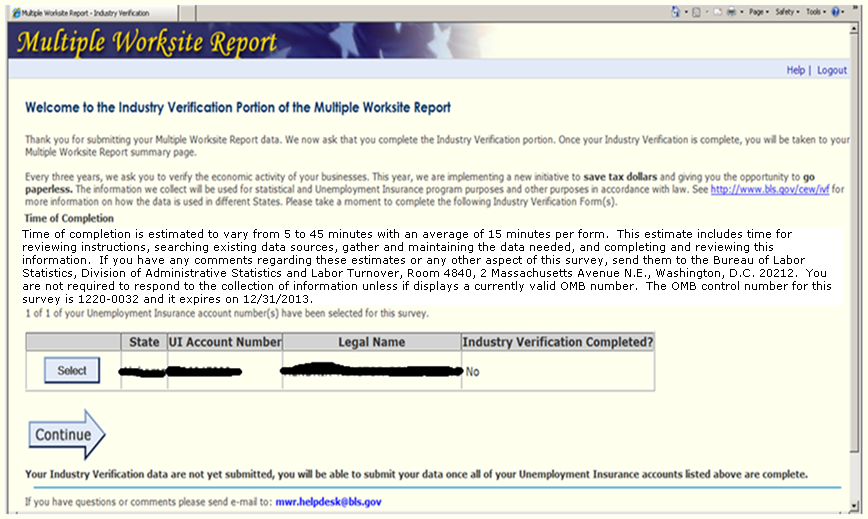 Multiple Worksite Report - Industry Verification
Page Safety Tools
Multiple Worksite Report
Help | Logout
Welcome to the Industry Verification Portion of the Multiple Worksite Report
Thank you for submitting your Multiple Worksite Report data. We now ask that you complete the Industry Verification portion. Once your Industry Verification is complete, you will be taken to your
Multiple Worksite Report summary page.
Every three years, we ask you to verify the economic activity of your businesses. This year, we are implementing a new initiative to save tax dollars and giving you the opportunity to go
paperless. The information we collect will be used for statistical and Unemployment Insurance program purposes and other purposes in accordance with law. See http://www.bls.gov/cew/ivf for
more information on how the data is used in different States. Please take a moment to complete the following Industry Verification Form(s).
Time of Completion
Time of completion is estimated to vary from 5 to 45 minutes with an average of 15 minutes per form. This estimate includes time for
reviewing instructions, searching existing data sources, gather and maintaining the data needed, and completing and reviewing this
information. If you have any comments regarding these estimates or any other aspect of this survey, send them to the Bureau of Labor
Statistics, Division of Administrative Statistics and Labor Turnover, Room 4840, 2 Massachusetts Avenue N.E., Washington, D.C. 20212. You
are not required to respond to the collection of information unless if displays a currently valid OMB number. The OMB control number for this
survey is 1220-0032 and it expires on 12/31/2013.
1 of 1 of your Unemployment Insurance account number(s) have been selected for this survey.
State UI Account Number Legal Name Industry Verification Completed?
Select No
Continue
Your Industry Verification data are not yet submitted, you will be able to submit your data once all of your Unemployment Insurance accounts listed above are complete.
If you have questions or comments please send e-mail to: mwr.helpdesk@bls.gov